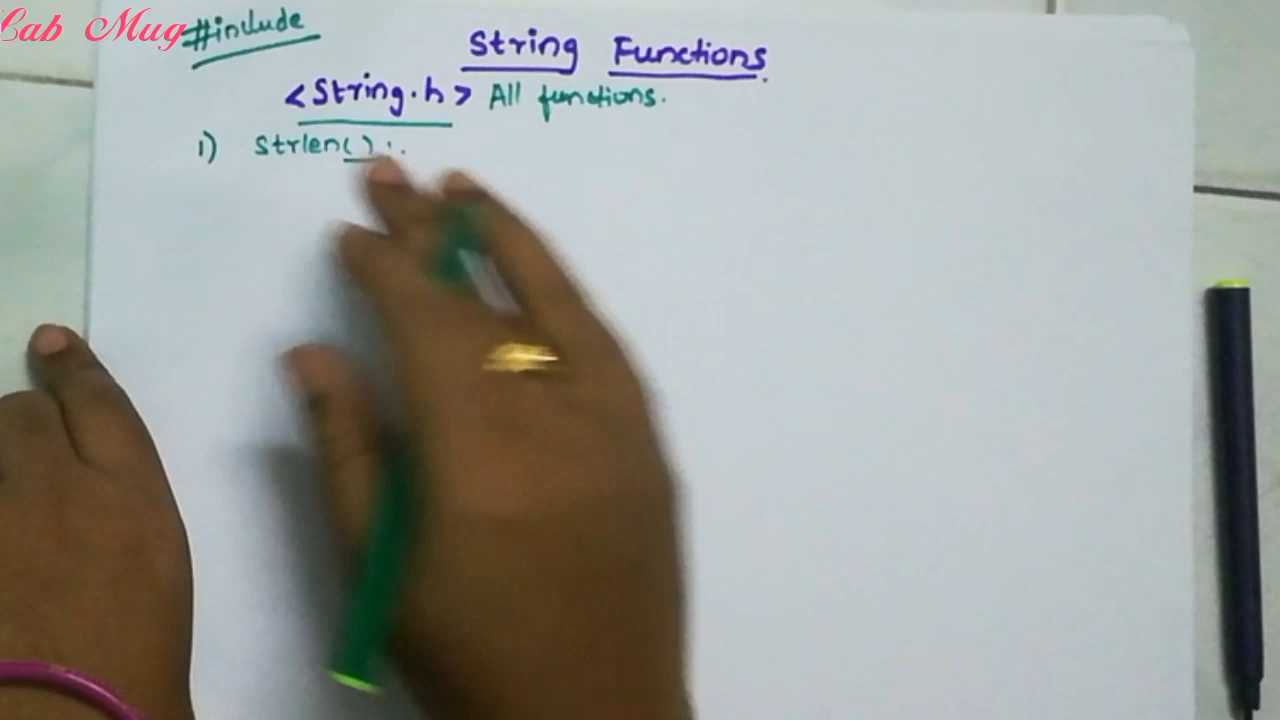 Lab Mug
#include
String Functions
<String.h> All functions.
1) Strlen():